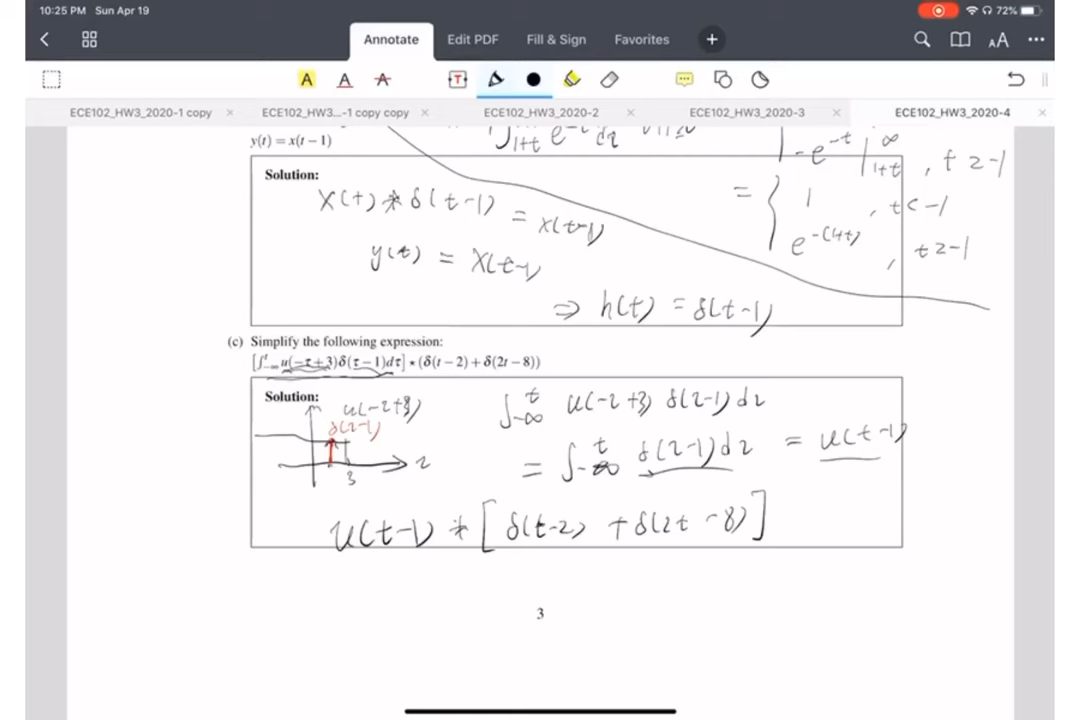 10:25 PM Sun Apr 19
72%
Annotate Edit PDF Fill & Sign Favorites
ECE102_HW3_2020-1 copy × ECE102_HW3...-1 copy copy × ECE102_HW3_2020-2 × ECE102_HW3_2020-3 × ECE102_HW3_2020-4 ×
y(t) = x(t − 1)
-e^-t |_{1+t}^∞ , t ≥ -1
Solution:
x(t) * δ(t-1) = x(t-1)
= { 1 , t < -1
y(t) = x(t-1)
e^-(1+t) , t ≥ -1
⇒ h(t) = δ(t-1)
(c) Simplify the following expression:
[∫_{−∞}^t u(−τ+3)δ(τ−1)dτ] * (δ(t−2)+δ(2t−8))
Solution:
u(-τ+3)
δ(τ-1)
τ
3
∫_{-∞}^t u(-τ+3) δ(τ-1) dτ
= ∫_{-∞}^t δ(τ-1) dτ = u(t-1)
u(t-1) * [ δ(t-2) + δ(2t-8) ]
3